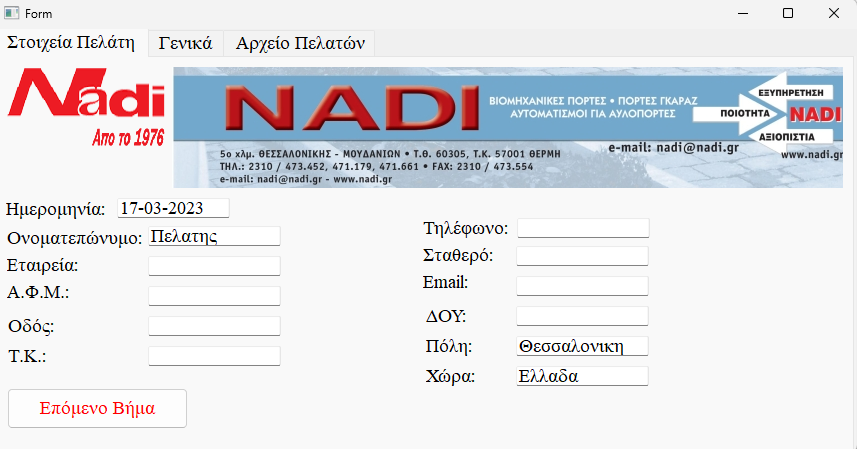 Form
Στοιχεία Πελάτη Γενικά Αρχείο Πελατών
Nadi
Απο το 1976
NADI
ΒΙΟΜΗΧΑΝΙΚΕΣ ΠΟΡΤΕΣ • ΠΟΡΤΕΣ ΓΚΑΡΑΖ
ΑΥΤΟΜΑΤΙΣΜΟΙ ΓΙΑ ΑΥΛΟΠΟΡΤΕΣ
ΕΞΥΠΗΡΕΤΗΣΗ
ΠΟΙΟΤΗΤΑ NADI
ΑΞΙΟΠΙΣΤΙΑ
e-mail: nadi@nadi.gr
www.nadi.gr
5ο χλμ. ΘΕΣΣΑΛΟΝΙΚΗΣ - ΜΟΥΔΑΝΙΩΝ • Τ.Θ. 60305, Τ.Κ. 57001 ΘΕΡΜΗ
ΤΗΛ.: 2310 / 473.452, 471.179, 471.661 • FAX: 2310 / 473.554
e-mail: nadi@nadi.gr - www.nadi.gr
Ημερομηνία: 17-03-2023
Ονοματεπώνυμο: Πελατης
Εταιρεία:
Α.Φ.Μ.:
Οδός:
Τ.Κ.:
Τηλέφωνο:
Σταθερό:
Email:
ΔΟΥ:
Πόλη: Θεσσαλονικη
Χώρα: Ελλαδα
Επόμενο Βήμα